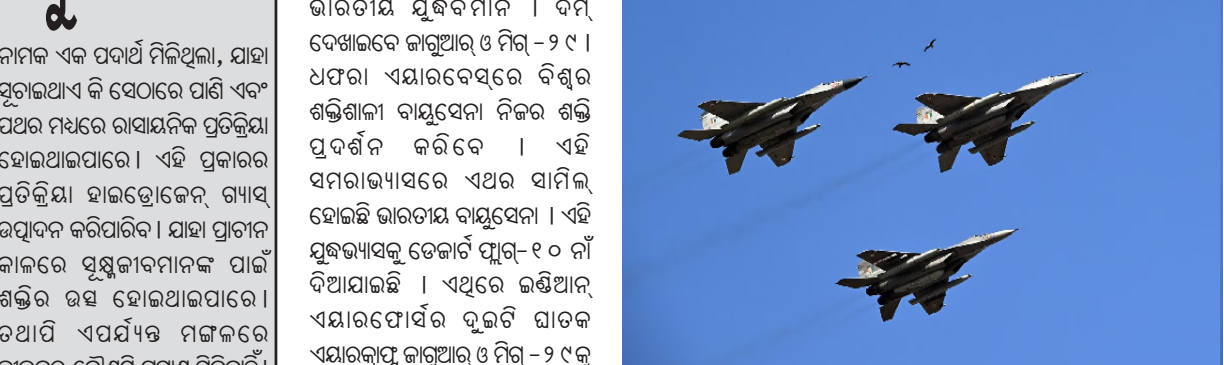 ନାମକ ଏକ ପଦାର୍ଥ ମିଳିଥିଲା, ଯାହା
ସୂଚାଇଥାଏ କି ସେଠାରେ ପାଣି ଏବଂ
ପଥର ମଧ୍ୟରେ ରାସାୟନିକ ପ୍ରତିକ୍ରିୟା
ହୋଇଥାଇପାରେ। ଏହି ପ୍ରକାରର
ପ୍ରତିକ୍ରିୟା ହାଇଡ୍ରୋଜେନ୍ ଗ୍ୟାସ୍
ଉତ୍ପାଦନ କରିପାରିବ। ଯାହା ପ୍ରାଚୀନ
କାଳରେ ସୂକ୍ଷ୍ମଜୀବମାନଙ୍କ ପାଇଁ
ଶକ୍ତିର ଉତ୍ସ ହୋଇଥାଇପାରେ।
ତଥାପି ଏପର୍ଯ୍ୟନ୍ତ ମଙ୍ଗଳରେ
ଭାରତୀୟ ଯୁଦ୍ଧବିମାନ । ଦମ୍
ଦେଖାଇବେ ଜାଗୁଆର୍ ଓ ମିଗ୍-୨୯।
ଧଫରା ଏୟାରବେସ୍‌ରେ ବିଶ୍ୱର
ଶକ୍ତିଶାଳୀ ବାୟୁସେନା ନିଜର ଶକ୍ତି
ପ୍ରଦର୍ଶନ କରିବେ । ଏହି
ସମରାଭ୍ୟାସରେ ଏଥର ସାମିଲ୍
ହୋଇଛି ଭାରତୀୟ ବାୟୁସେନା । ଏହି
ଯୁଦ୍ଧଭ୍ୟାସକୁ ଡେଜାର୍ଟ ଫ୍ଲାଗ୍-୧୦ ନାଁ
ଦିଆଯାଇଛି । ଏଥିରେ ଇଣ୍ଡିଆନ୍
ଏୟାରଫୋର୍ସର ଦୁଇଟି ଘାତକ
ଏୟାରକ୍ରାଫ୍ଟ ଜାଗୁଆର୍ ଓ ମିଗ୍-୨୯କୁ